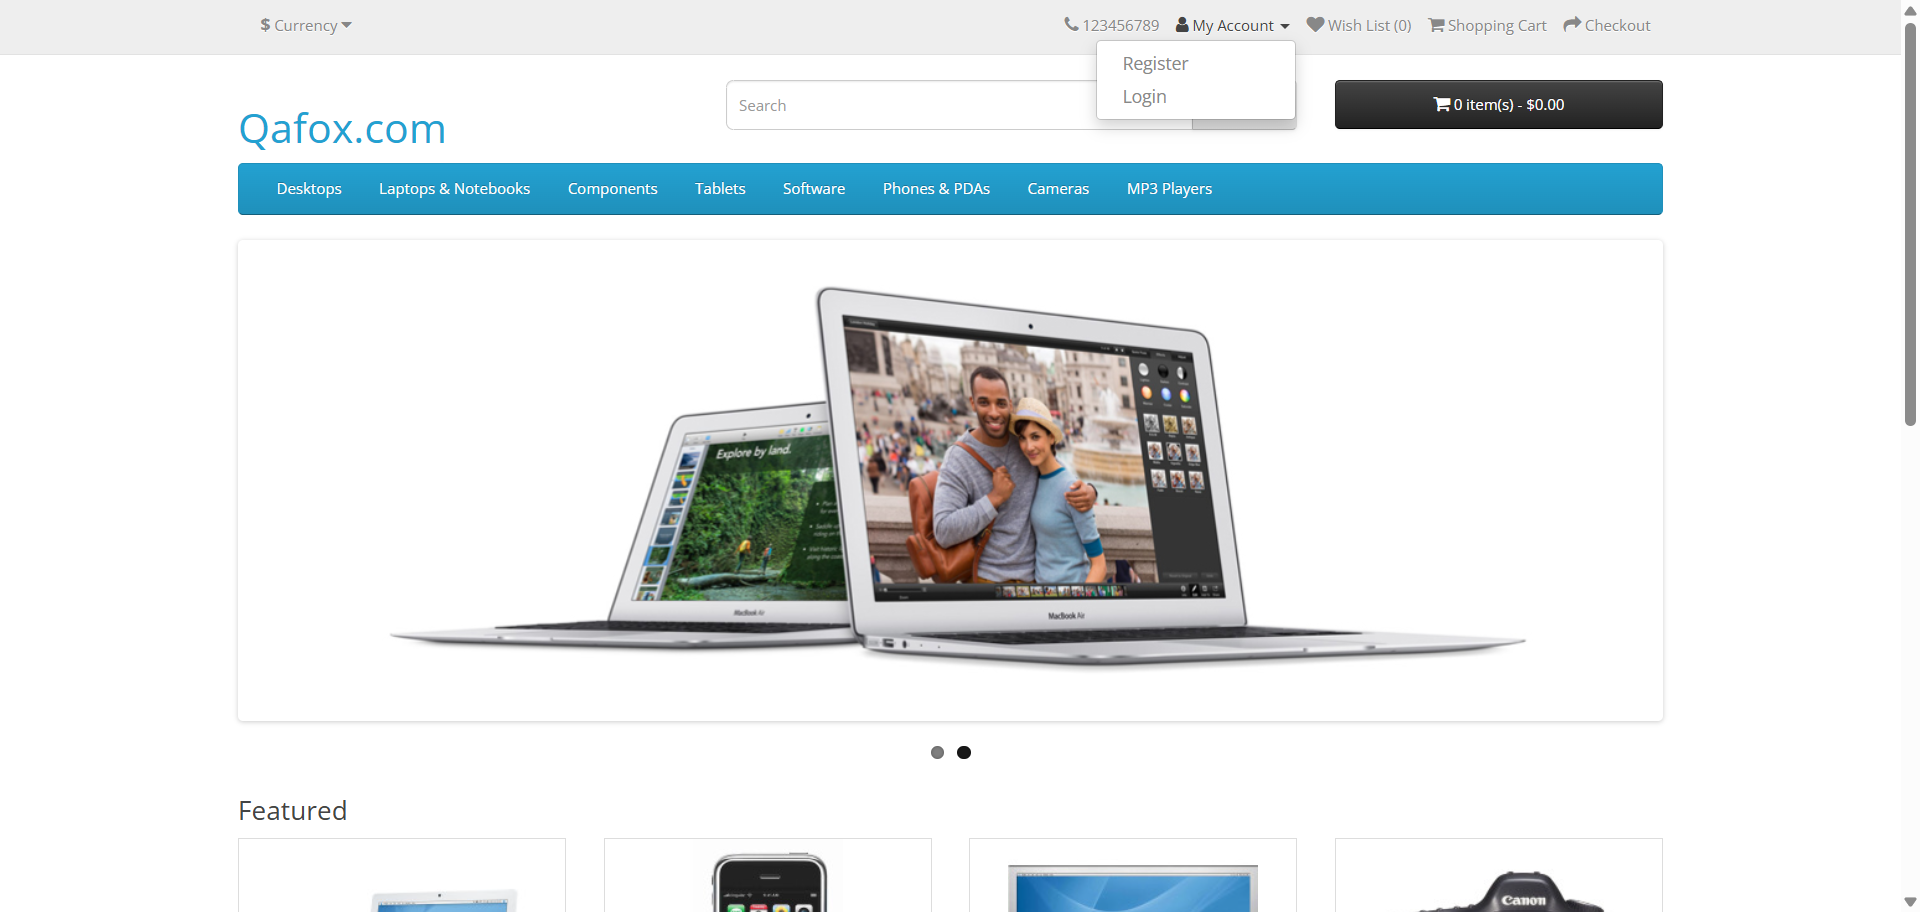 $ Currency
123456789 My Account Wish List (0) Shopping Cart Checkout
Register
Login
Search
0 item(s) - $0.00
Qafox.com
Desktops Laptops & Notebooks Components Tablets Software Phones & PDAs Cameras MP3 Players
Explore by land.
MacBook Air
MacBook Air
Featured
Canon